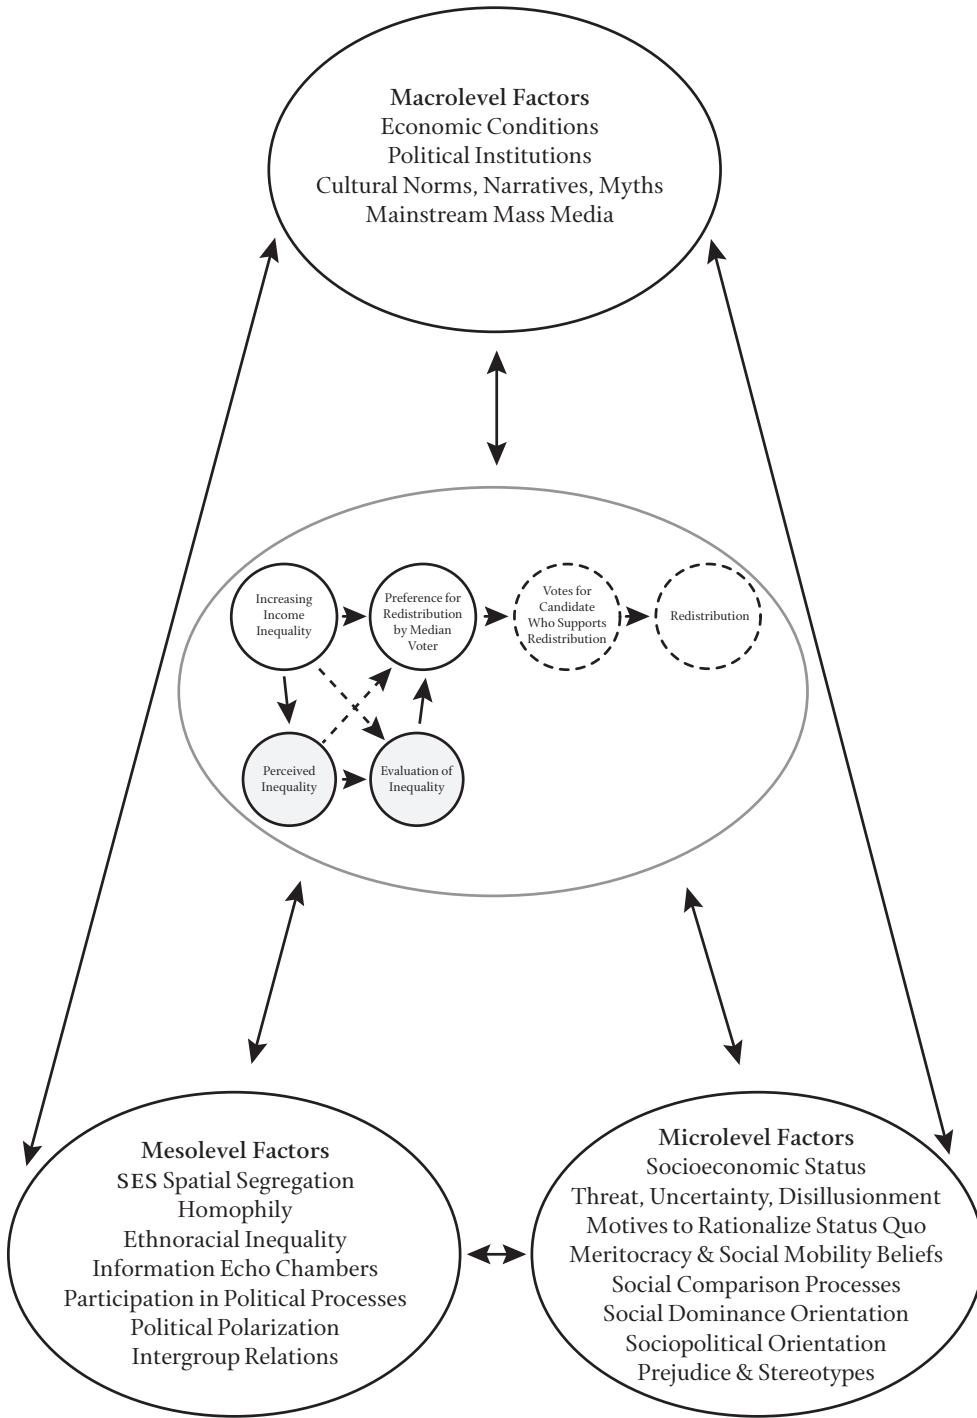 Macrolevel Factors
Economic Conditions
Political Institutions
Cultural Norms, Narratives, Myths
Mainstream Mass Media
Increasing
Income
Inequality
Preference for
Redistribution
by Median
Voter
Votes for
Candidate
Who Supports
Redistribution
Redistribution
Perceived
Inequality
Evaluation of
Inequality
Mesolevel Factors
SES Spatial Segregation
Homophily
Ethnoracial Inequality
Information Echo Chambers
Participation in Political Processes
Political Polarization
Intergroup Relations
Microlevel Factors
Socioeconomic Status
Threat, Uncertainty, Disillusionment
Motives to Rationalize Status Quo
Meritocracy & Social Mobility Beliefs
Social Comparison Processes
Social Dominance Orientation
Sociopolitical Orientation
Prejudice & Stereotypes